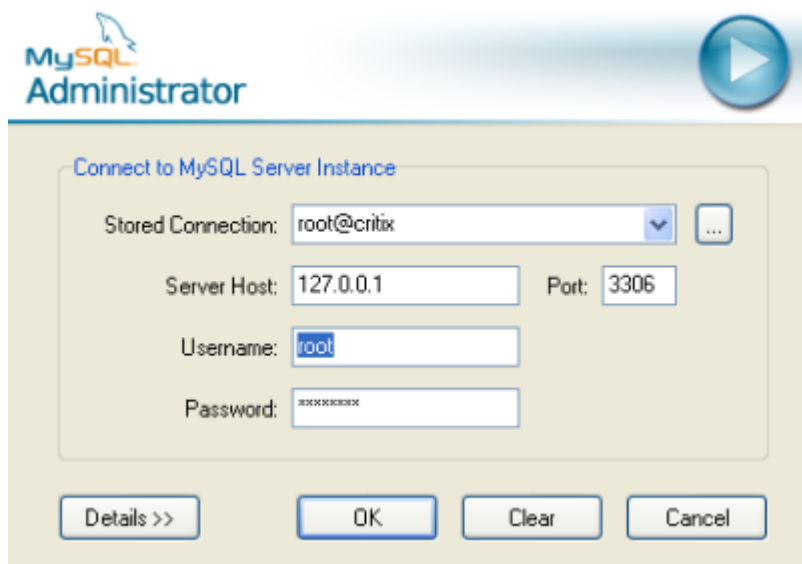 MySQL
Administrator
Connect to MySQL Server Instance
Stored Connection: root@critix ...
Server Host: 127.0.0.1 Port: 3306
Username: root
Password: ********
Details >> OK Clear Cancel